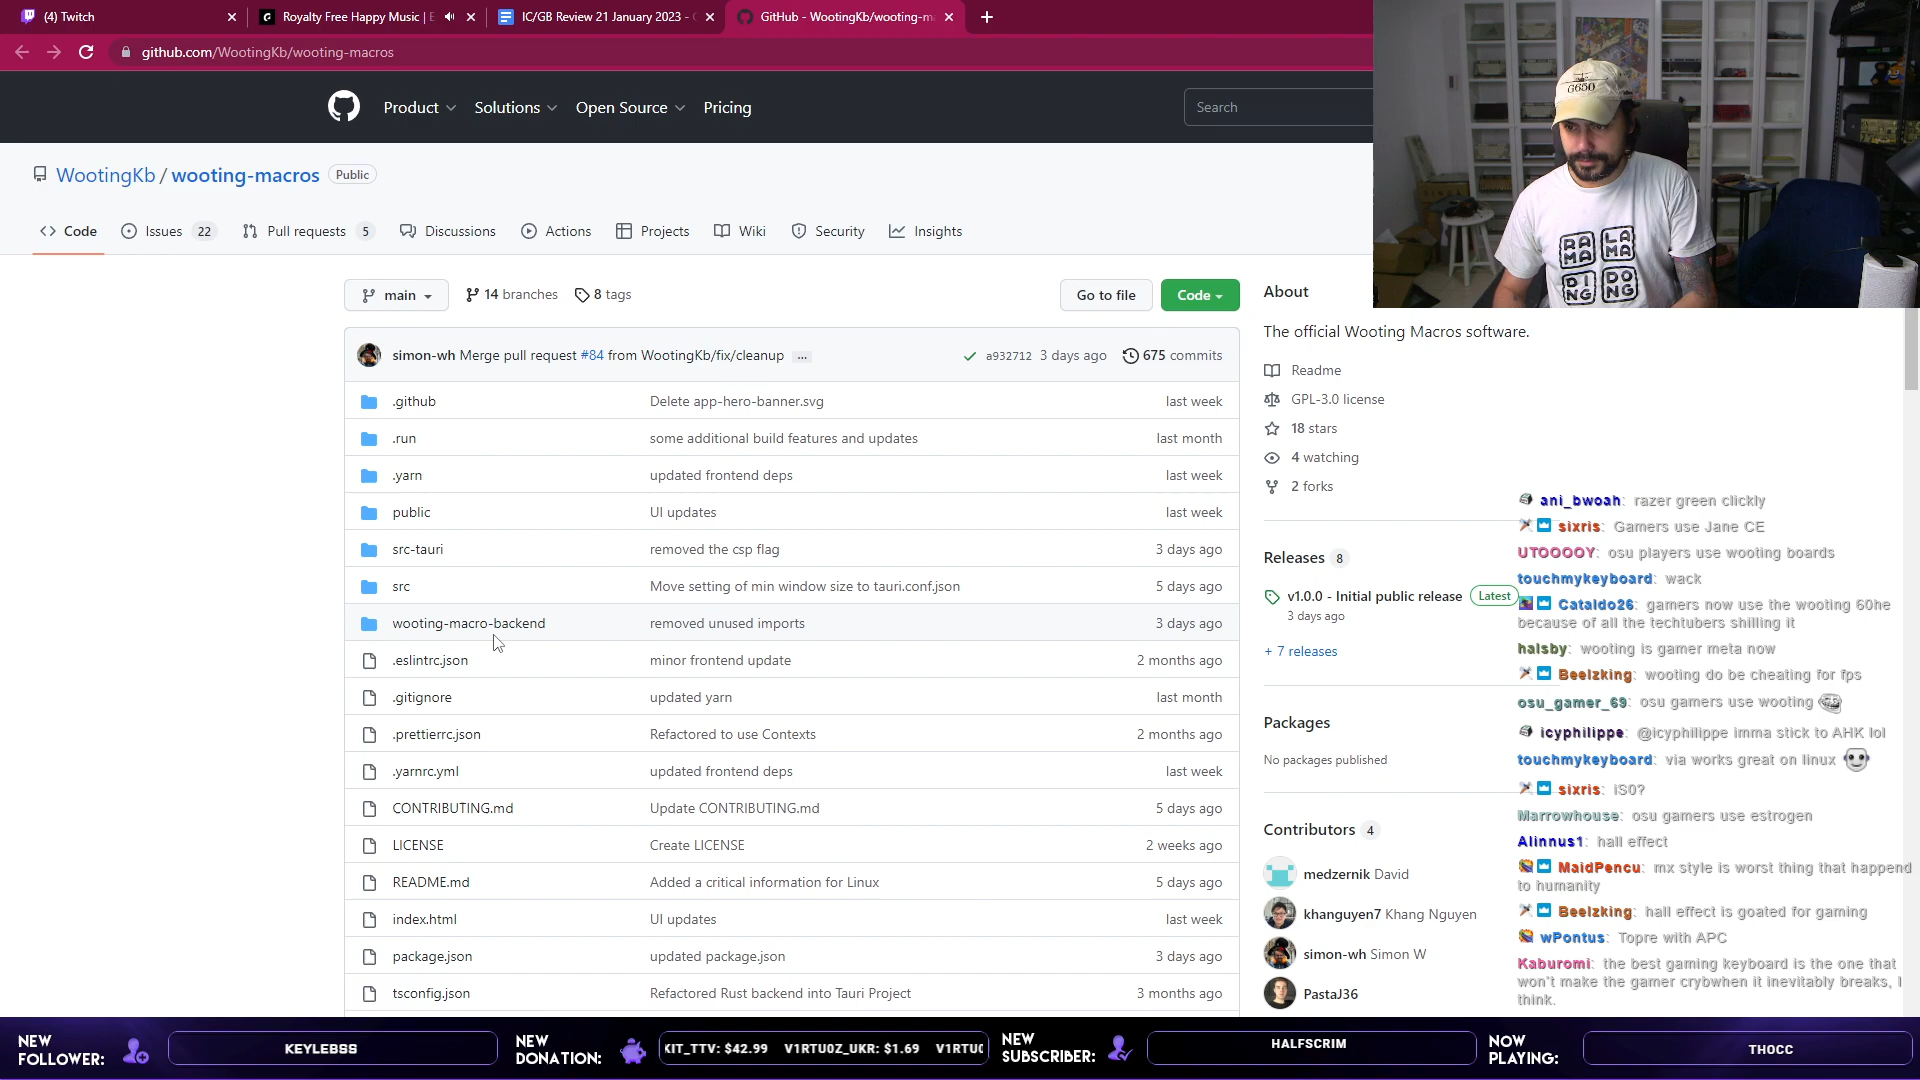 (4) Twitch
Royalty Free Happy Music | E
IC/GB Review 21 January 2023 -
GitHub - WootingKb/wooting-m
github.com/WootingKb/wooting-macros
Product
Solutions
Open Source
Pricing
Search
WootingKb / wooting-macros
Public
Code
Issues 22
Pull requests 5
Discussions
Actions
Projects
Wiki
Security
Insights
main
14 branches
8 tags
Go to file
Code
simon-wh Merge pull request #84 from WootingKb/fix/cleanup ...
a932712 3 days ago
675 commits
.github Delete app-hero-banner.svg last week
.run some additional build features and updates last month
.yarn updated frontend deps last week
public UI updates last week
src-tauri removed the csp flag 3 days ago
src Move setting of min window size to tauri.conf.json 5 days ago
wooting-macro-backend removed unused imports 3 days ago
.eslintrc.json minor frontend update 2 months ago
.gitignore updated yarn last month
.prettierrc.json Refactored to use Contexts 2 months ago
.yarnrc.yml updated frontend deps last week
CONTRIBUTING.md Update CONTRIBUTING.md 5 days ago
LICENSE Create LICENSE 2 weeks ago
README.md Added a critical information for Linux 5 days ago
index.html UI updates last week
package.json updated package.json 3 days ago
tsconfig.json Refactored Rust backend into Tauri Project 3 months ago
About
The official Wooting Macros software.
Readme
GPL-3.0 license
18 stars
4 watching
2 forks
Releases 8
v1.0.0 - Initial public release Latest
3 days ago
+ 7 releases
Packages
No packages published
Contributors 4
medzernik David
khanguyen7 Khang Nguyen
simon-wh Simon W
PastaJ36
G650
RA LA
MA MA
DI DO
NG NG
ani_bwoah: razer green clickly
sixris: Gamers use Jane CE
UTOOOOY: osu players use wooting boards
touchmykeyboard: wack
Cataldo26: gamers now use the wooting 60he
because of all the techtubers shilling it
halsby: wooting is gamer meta now
Beelzking: wooting do be cheating for fps
osu_gamer_69: osu gamers use wooting
icyphilippe: @icyphilippe imma stick to AHK lol
touchmykeyboard: via works great on linux
sixris: IS0?
Marrowhouse: osu gamers use estrogen
Alinnus1: hall effect
MaidPencu: mx style is worst thing that happend
to humanity
Beelzking: hall effect is goated for gaming
wPontus: Topre with APC
Kaburomi: the best gaming keyboard is the one that
won't make the gamer crybwhen it inevitably breaks, I
think.
NEW
FOLLOWER:
KEYLEBSS
NEW
DONATION:
KIT_TTV: $42.99 V1RTU0Z_UKR: $1.69 V1RTU
NEW
SUBSCRIBER:
HALFSCRIM
NOW
PLAYING:
THOCC